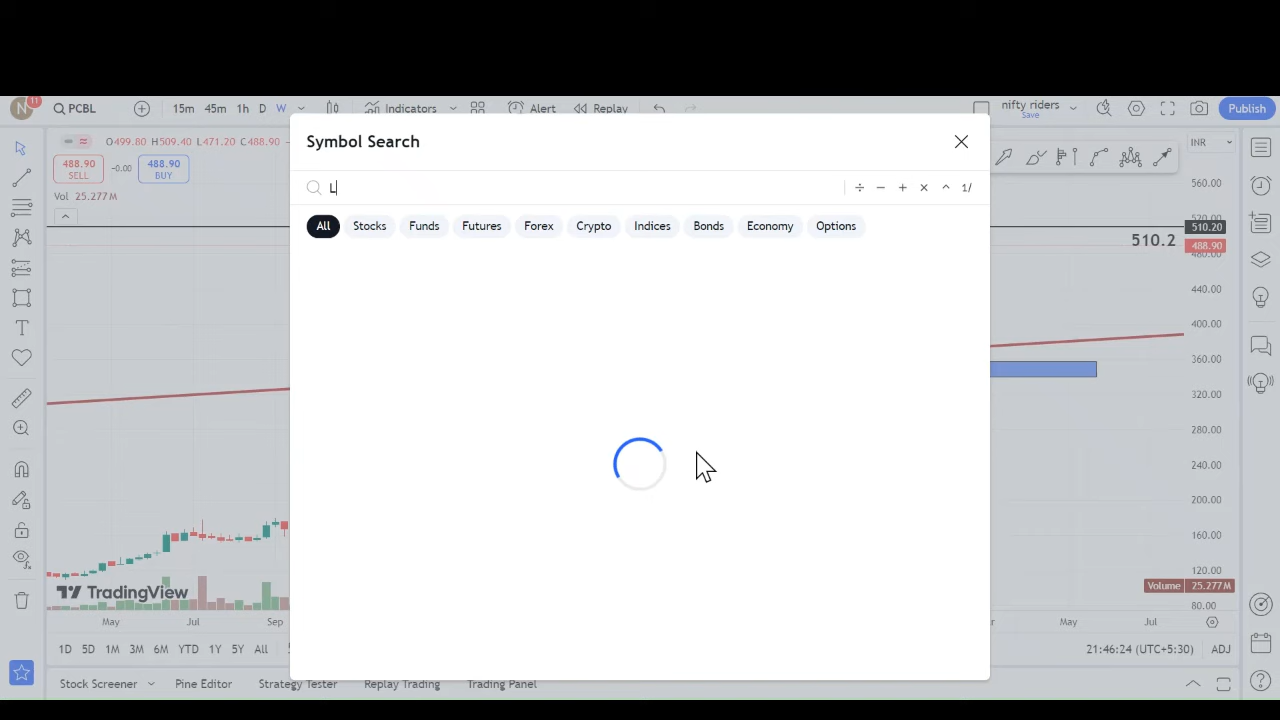 N 11 PCBL 15m 45m 1h D W Indicators Alert Replay nifty riders Save Publish
Symbol Search
O499.80 H509.40 L471.20 C488.90 INR
488.90 SELL -0.00 488.90 BUY
Vol 25.277M
L
÷ − + × ^ 1/
All Stocks Funds Futures Forex Crypto Indices Bonds Economy Options
560.00
520.00
510.20
510.2
488.90
480.00
440.00
400.00
360.00
320.00
280.00
240.00
200.00
160.00
120.00
Volume 25.277M
80.00
TradingView
May Jul Sep May Jul
1D 5D 1M 3M 6M YTD 1Y 5Y All 21:46:24 (UTC+5:30) ADJ
Stock Screener Pine Editor Strategy Tester Replay Trading Trading Panel